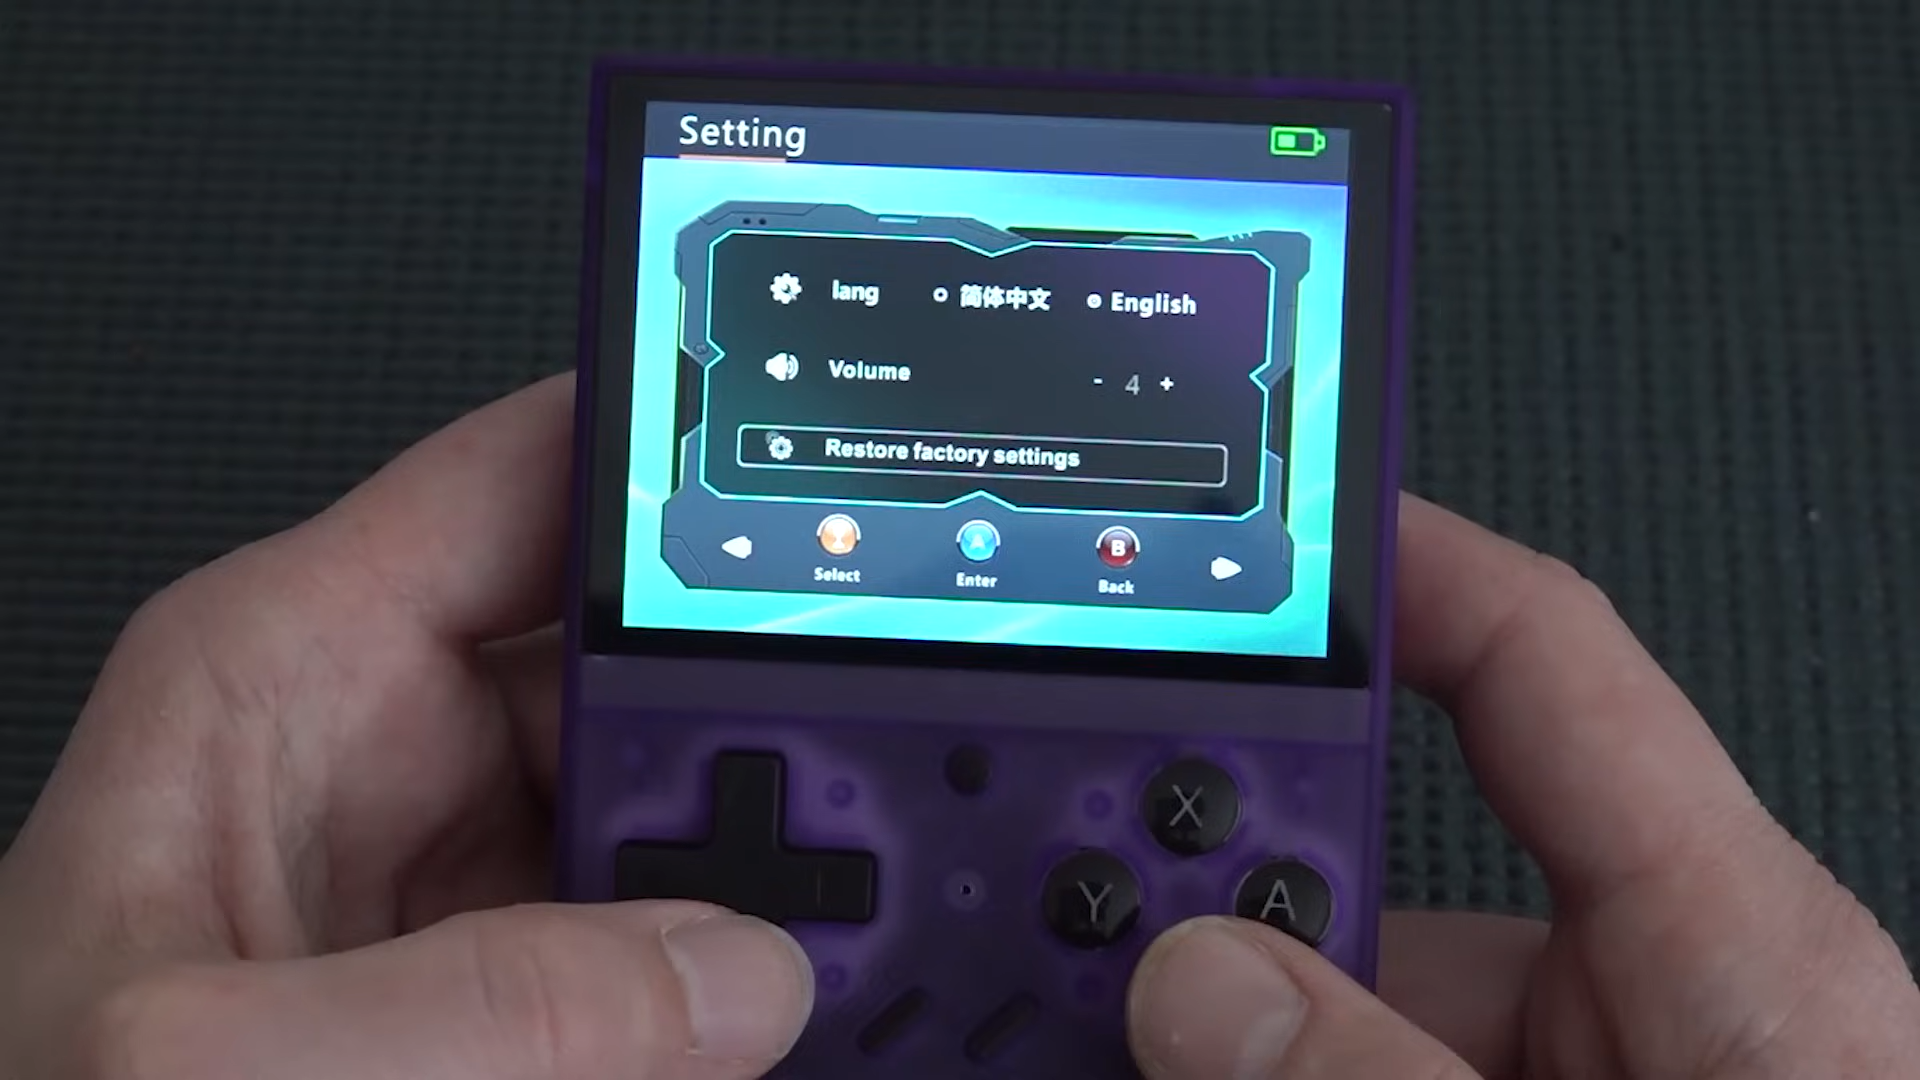 Setting
lang 简体中文 English
Volume - 4 +
Restore factory settings
A B
Select Enter Back
X
Y A